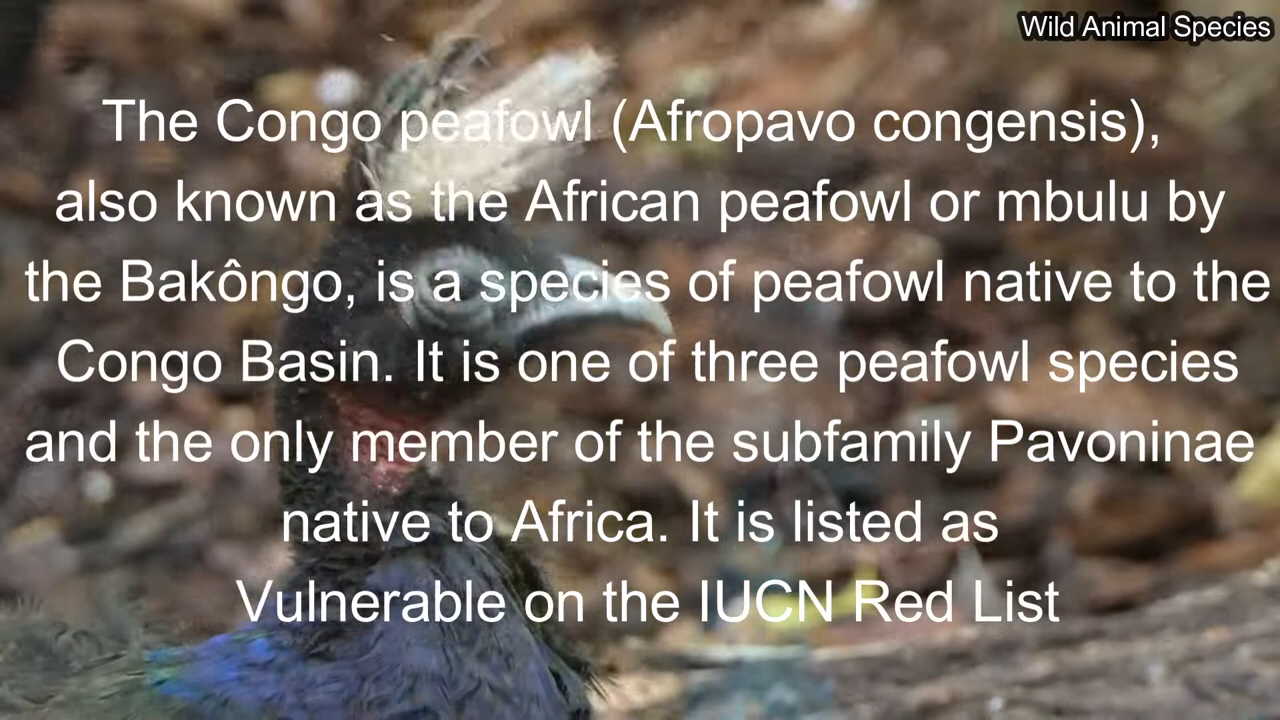 Wild Animal Species
The Congo peafowl (Afropavo congensis),
also known as the African peafowl or mbulu by
the Bakôngo, is a species of peafowl native to the
Congo Basin. It is one of three peafowl species
and the only member of the subfamily Pavoninae
native to Africa. It is listed as
Vulnerable on the IUCN Red List